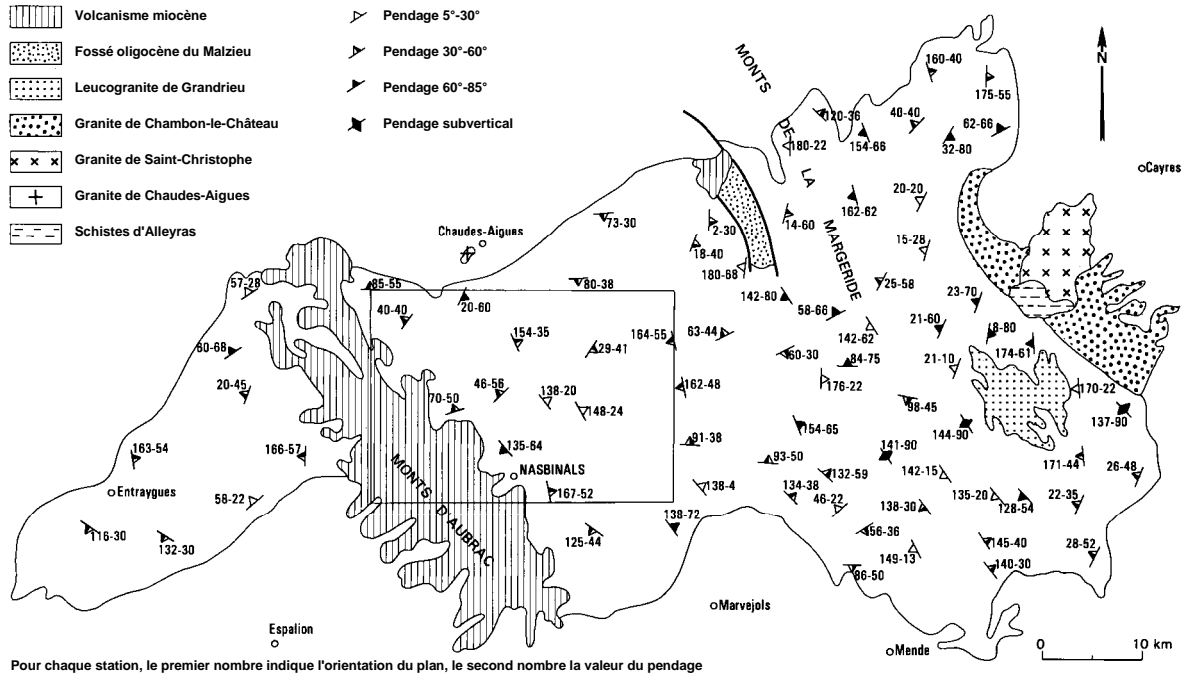 Volcanisme miocène
Fossé oligocène du Malzieu
Leucogranite de Grandrieu
Granite de Chambon-le-Château
Granite de Saint-Christophe
Granite de Chaudes-Aigues
Schistes d'Alleyras
Pendage 5°-30°
Pendage 30°-60°
Pendage 60°-85°
Pendage subvertical
MONTS
DE
LA
MARGERIDE
N
Cayres
160-40
175-55
120-36
40-40
62-66
180-22
154-66
32-80
20-20
162-62
73-30
Chaudes-Aigues
2-30
14-60
18-40
15-28
180-68
57-28
85-55
80-38
25-58
20-60
142-80
23-70
40-40
58-66
21-60
154-35
164-55
63-44
142-62
174-61
60-68
29-41
60-30
84-75
21-10
20-45
46-56
138-20
162-48
176-22
170-22
70-50
148-24
98-45
137-90
154-65
144-90
163-54
166-57
135-64
91-38
141-90
MONTS D'AUBRAC
NASBINALS
93-50
171-44
26-48
Entraygues
58-22
167-52
138-4
134-38
132-59
142-15
46-22
138-30
135-20
128-54
22-35
116-30
132-30
125-44
138-72
156-36
145-40
28-52
149-13
86-50
140-30
Marvejols
Espalion
Mende
0 10 km
Pour chaque station, le premier nombre indique l'orientation du plan, le second nombre la valeur du pendage